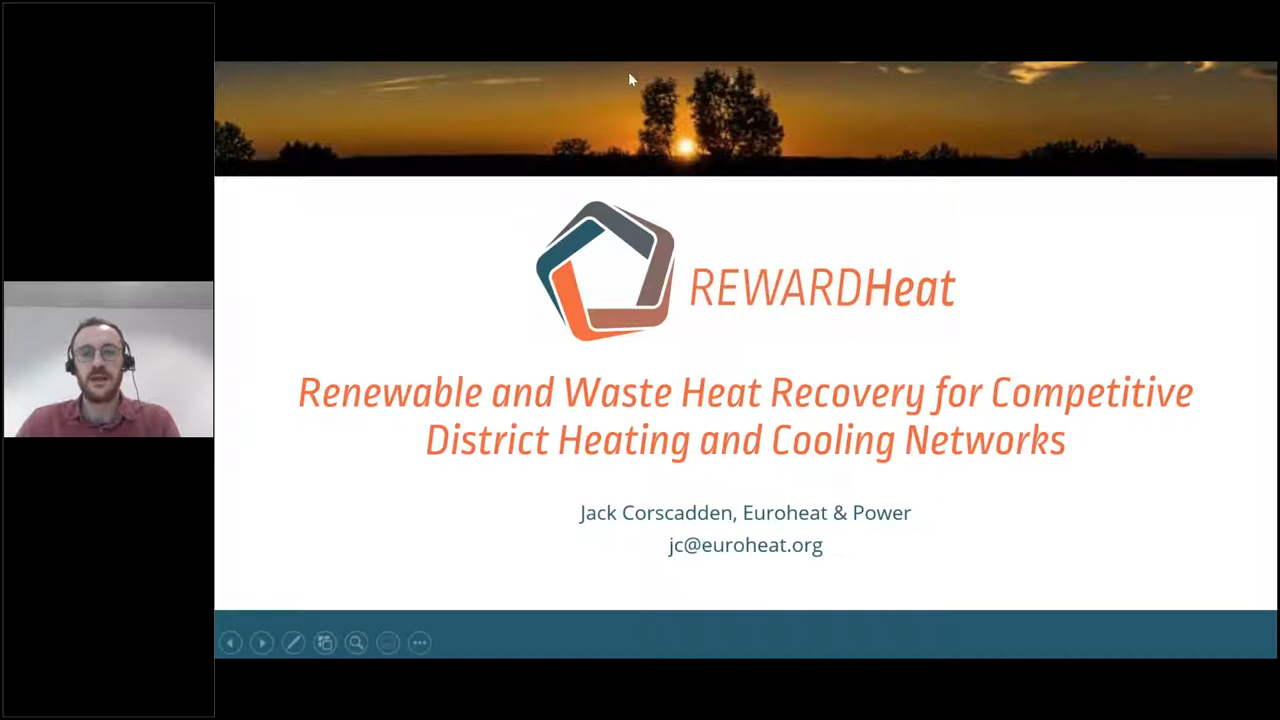 REWARDHeat
Renewable and Waste Heat Recovery for Competitive
District Heating and Cooling Networks
Jack Corscadden, Euroheat & Power
jc@euroheat.org